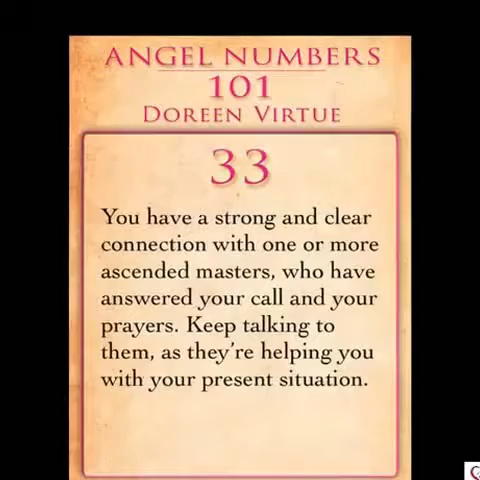 ANGEL NUMBERS
101
DOREEN VIRTUE
33
You have a strong and clear
connection with one or more
ascended masters, who have
answered your call and your
prayers. Keep talking to
them, as they're helping you
with your present situation.